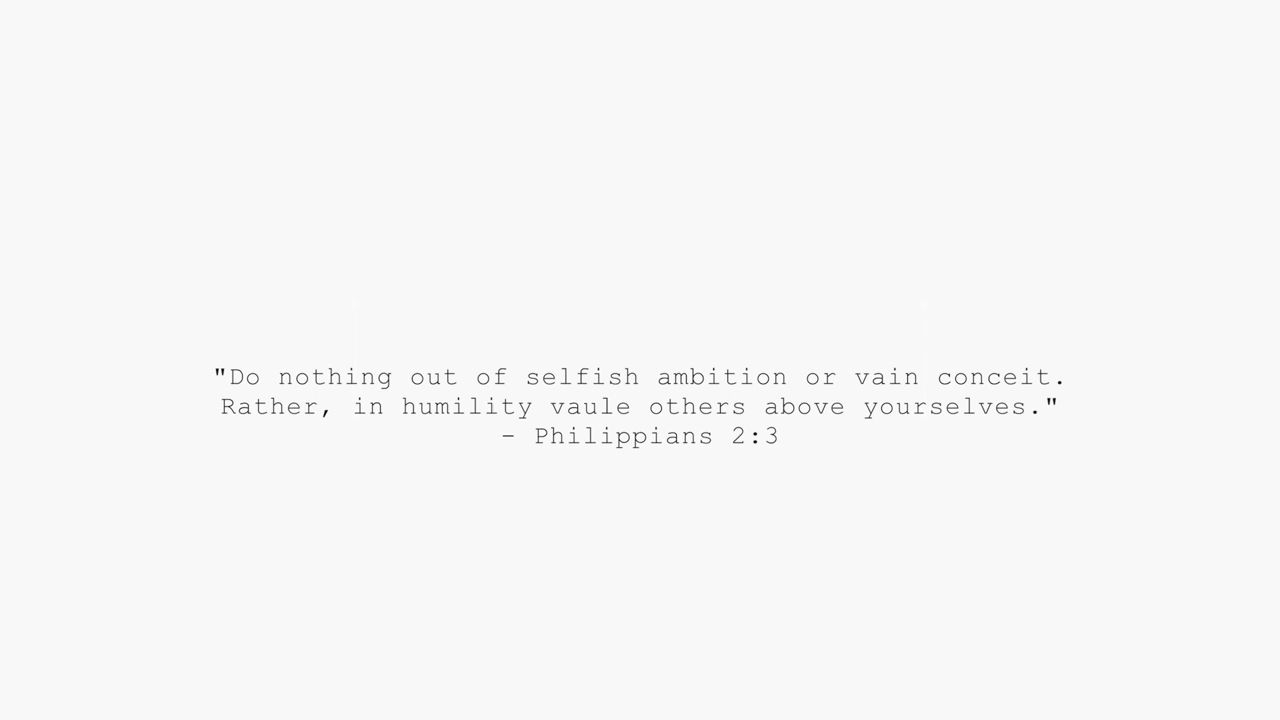 "Do nothing out of selfish ambition or vain conceit.
Rather, in humility vaule others above yourselves."
- Philippians 2:3